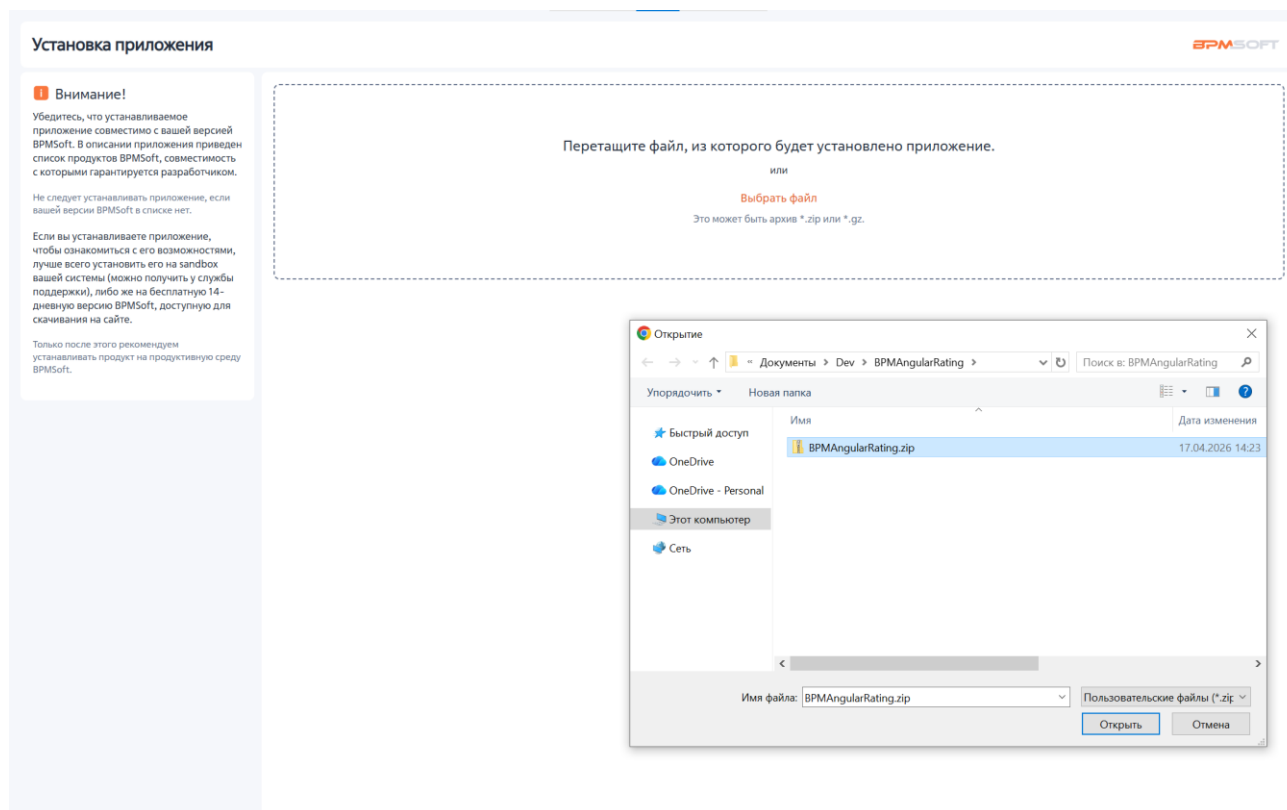 Установка приложения
BPMSOFT
Внимание!
Убедитесь, что устанавливаемое
приложение совместимо с вашей версией
BPMSoft. В описании приложения приведен
список продуктов BPMSoft, совместимость
с которыми гарантируется разработчиком.
Не следует устанавливать приложение, если
вашей версии BPMSoft в списке нет.
Если вы устанавливаете приложение,
чтобы ознакомиться с его возможностями,
лучше всего установить его на sandbox
вашей системы (можно получить у службы
поддержки), либо же на бесплатную 14-
дневную версию BPMSoft, доступную для
скачивания на сайте.
Только после этого рекомендуем
устанавливать продукт на продуктивную среду
BPMSoft.
Перетащите файл, из которого будет установлено приложение.
или
Выбрать файл
Это может быть архив *.zip или *.gz.
Открытие
« Документы > Dev > BPMAngularRating >
Поиск в: BPMAngularRating
Упорядочить
Новая папка
Имя
Дата изменения
Быстрый доступ
OneDrive
OneDrive - Personal
Этот компьютер
Сеть
BPMAngularRating.zip
17.04.2026 14:23
Имя файла:
BPMAngularRating.zip
Пользовательские файлы (*.zip
Открыть
Отмена